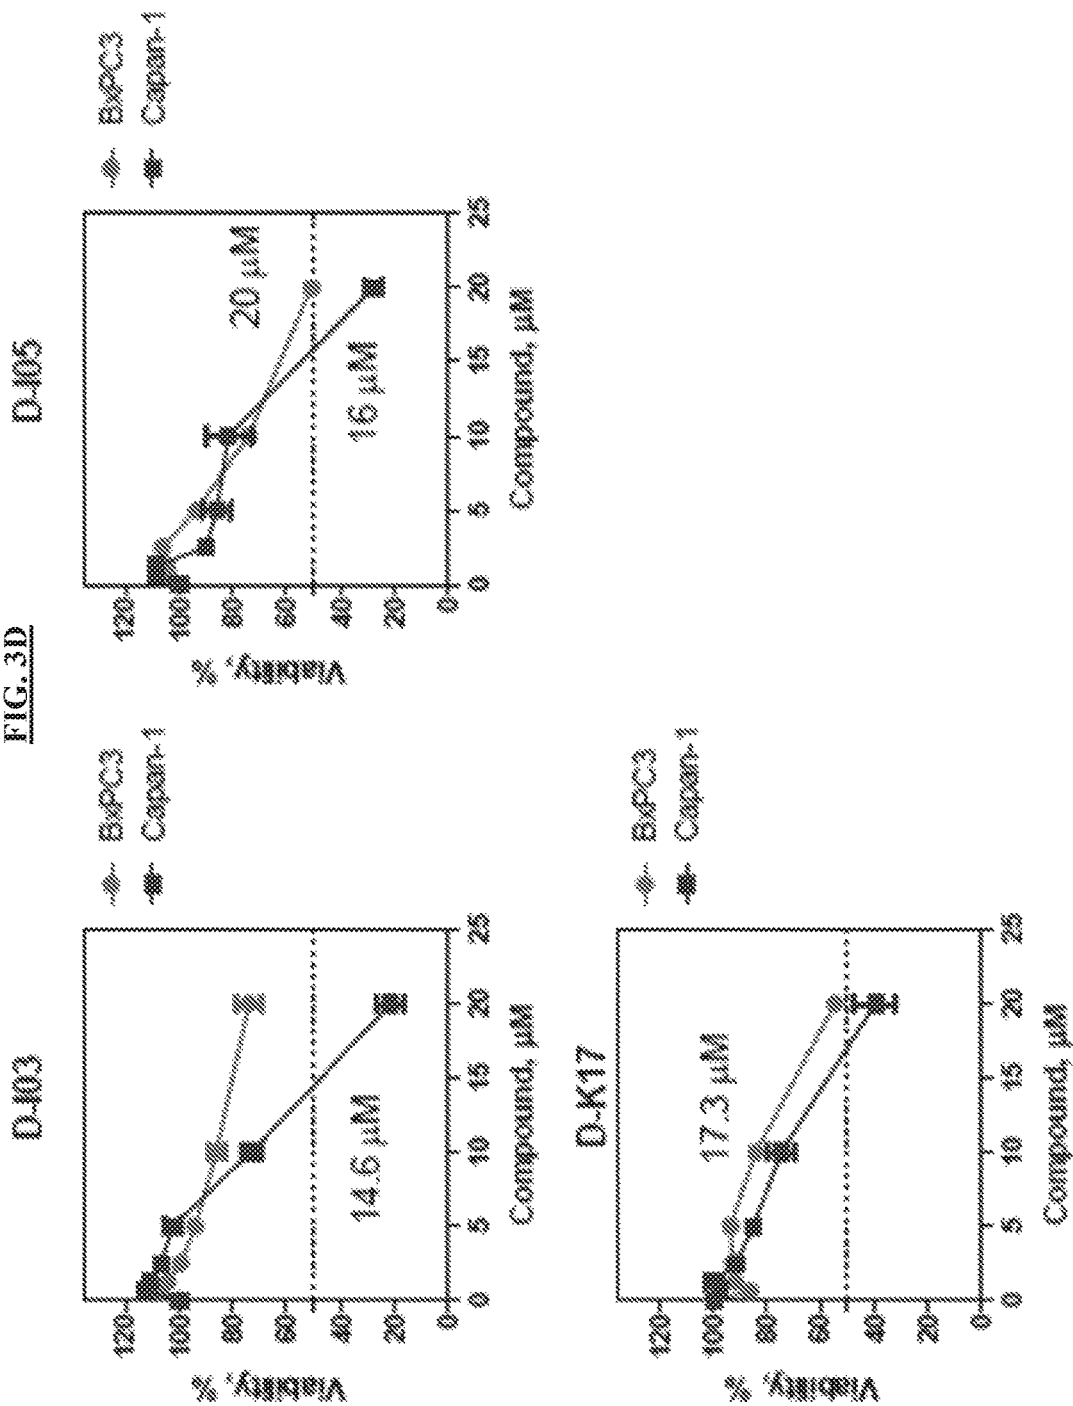 FIG. 3D
D-I03
BxPC3
Capan-1
Viability, %
120
100
80
60
40
20
0
14.6 µM
0
5
10
15
20
25
Compound, µM
D-I05
BxPC3
Capan-1
Viability, %
120
100
80
60
40
20
0
20 µM
16 µM
0
5
10
15
20
25
Compound, µM
D-K17
BxPC3
Capan-1
Viability, %
120
100
80
60
40
20
0
17.3 µM
0
5
10
15
20
25
Compound, µM